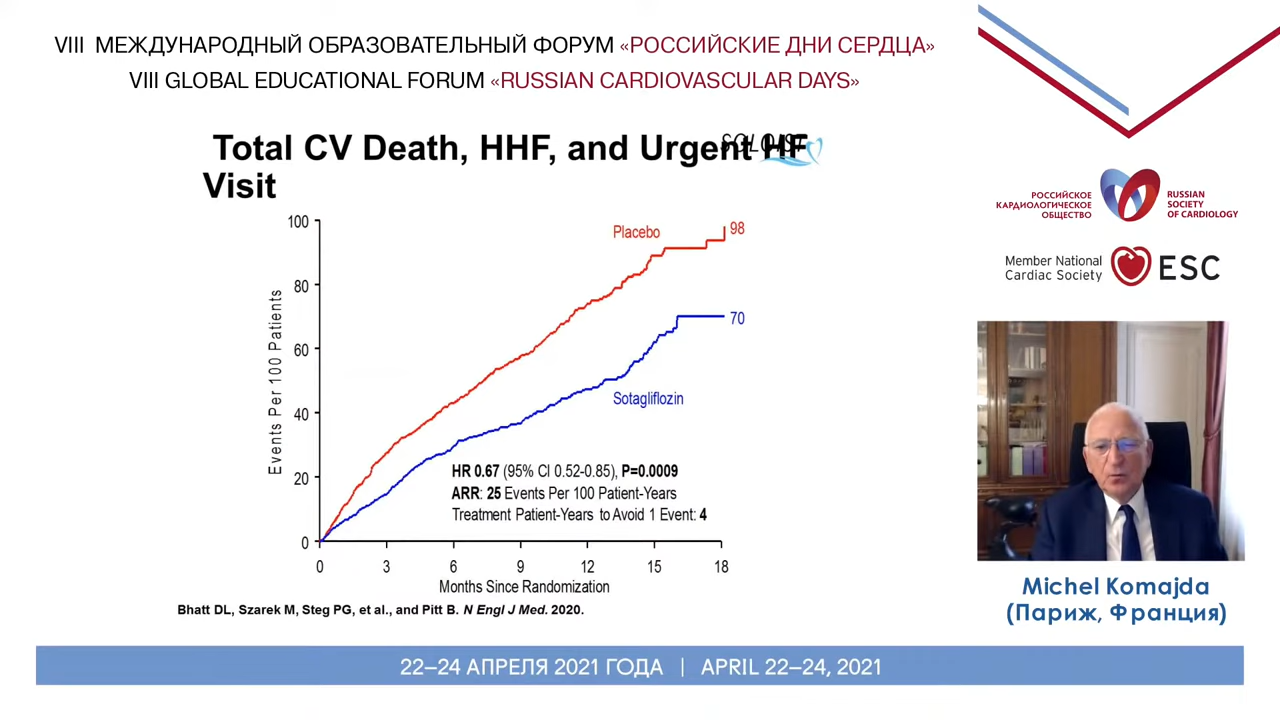 VIII МЕЖДУНАРОДНЫЙ ОБРАЗОВАТЕЛЬНЫЙ ФОРУМ «РОССИЙСКИЕ ДНИ СЕРДЦА»
VIII GLOBAL EDUCATIONAL FORUM «RUSSIAN CARDIOVASCULAR DAYS»
Total CV Death, HHF, and Urgent HF
Visit
SOLOIST
100
80
60
40
20
0
Events Per 100 Patients
Placebo
98
70
Sotagliflozin
HR 0.67 (95% CI 0.52-0.85), P=0.0009
ARR: 25 Events Per 100 Patient-Years
Treatment Patient-Years to Avoid 1 Event: 4
0 3 6 9 12 15 18
Months Since Randomization
Bhatt DL, Szarek M, Steg PG, et al., and Pitt B. N Engl J Med. 2020.
РОССИЙСКОЕ
КАРДИОЛОГИЧЕСКОЕ
ОБЩЕСТВО
RUSSIAN
SOCIETY
OF CARDIOLOGY
Member National
Cardiac Society
ESC
Michel Komajda
(Париж, Франция)
22–24 АПРЕЛЯ 2021 ГОДА | APRIL 22–24, 2021